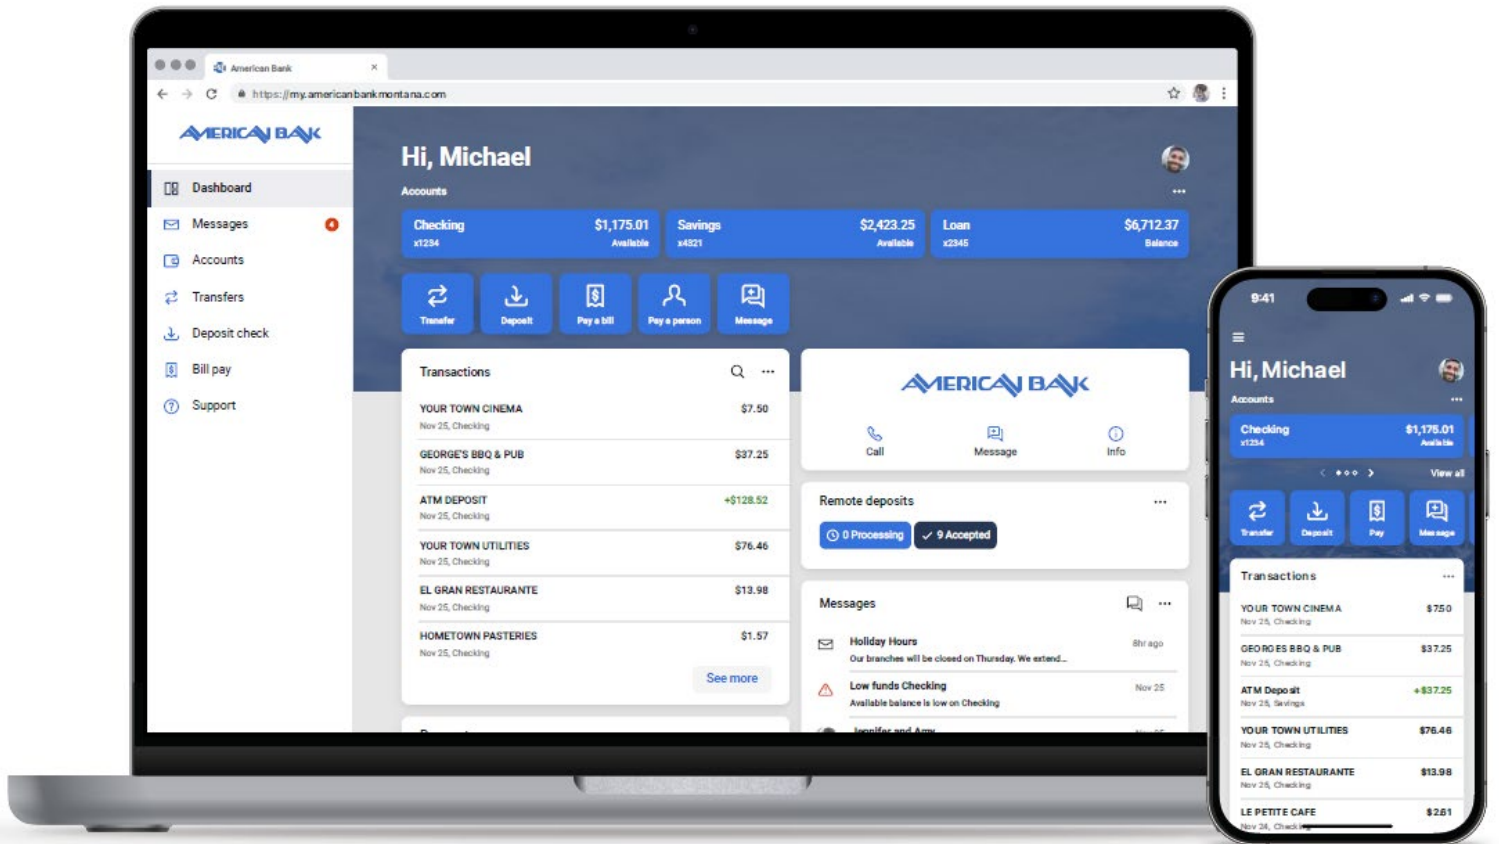 American Bank
https://my.americanbankmontana.com
AMERICAN BANK
Dashboard
Messages 4
Accounts
Transfers
Deposit check
Bill pay
Support
Hi, Michael
Accounts
Checking $1,175.01 Savings $2,423.25 Loan $6,712.37
x1234 Available x4321 Available x2345 Balance
Transfer Deposit Pay a bill Pay a person Message
Transactions
YOUR TOWN CINEMA $7.50
Nov 25, Checking
GEORGE'S BBQ & PUB $37.25
Nov 25, Checking
ATM DEPOSIT +$128.52
Nov 25, Checking
YOUR TOWN UTILITIES $76.46
Nov 25, Checking
EL GRAN RESTAURANTE $13.98
Nov 25, Checking
HOMETOWN PASTERIES $1.57
Nov 25, Checking
See more
AMERICAN BANK
Call Message Info
Remote deposits
0 Processing 9 Accepted
Messages
Holiday Hours 8hr ago
Our branches will be closed on Thursday. We extend...
Low funds Checking Nov 25
Available balance is low on Checking
Jennifer and Amy
9:41
Hi, Michael
Accounts
Checking $1,175.01
x1234 Available
View all
Transfer Deposit Pay Message
Transactions
YOUR TOWN CINEMA $7.50
Nov 25, Checking
GEORGES BBQ & PUB $37.25
Nov 25, Checking
ATM Deposit +$37.25
Nov 25, Savings
YOUR TOWN UTILITIES $76.46
Nov 25, Checking
EL GRAN RESTAURANTE $13.98
Nov 25, Checking
LE PETITE CAFE $2.61
Nov 24, Checking